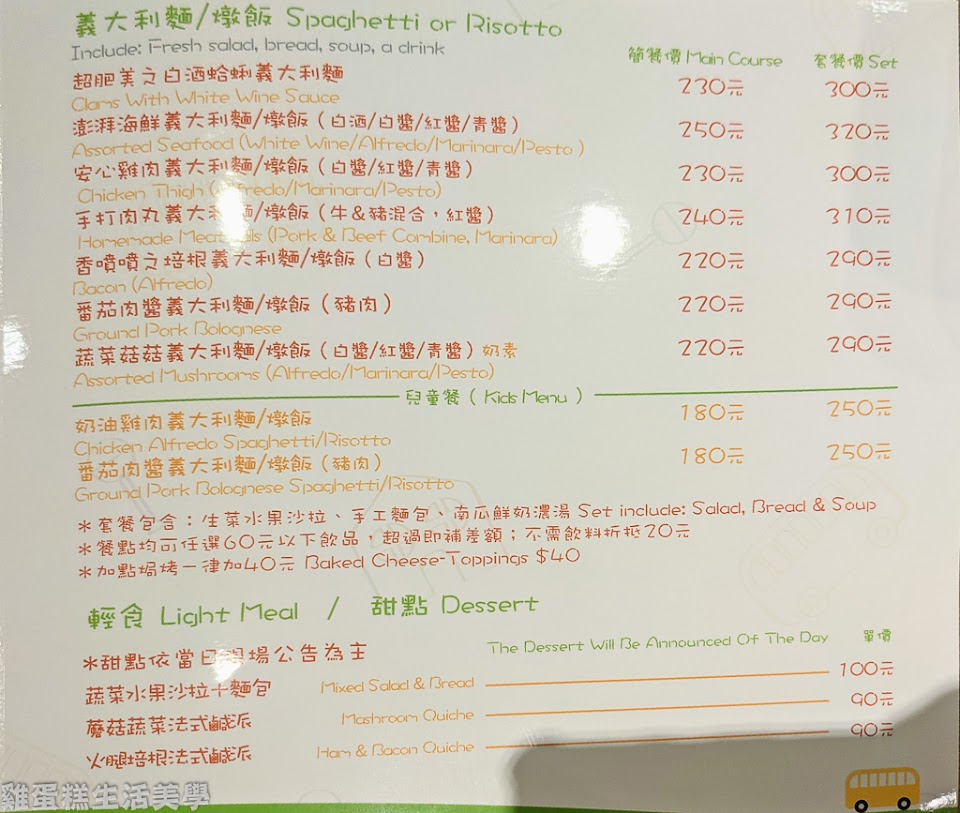 義大利麵/燉飯 Spaghetti or Risotto
Include: Fresh salad, bread, soup, a drink
簡餐價 Main Course 套餐價 Set
超肥美之白酒蛤蜊義大利麵 230元 300元
Clams With White Wine Sauce
澎湃海鮮義大利麵/燉飯(白酒/白醬/紅醬/青醬) 250元 320元
Assorted Seafood (White Wine/Alfredo/Marinara/Pesto )
安心雞肉義大利麵/燉飯(白醬/紅醬/青醬) 230元 300元
Chicken Thigh (Alfredo/Marinara/Pesto)
手打肉丸義大利麵/燉飯(牛&豬混合,紅醬) 240元 310元
Homemade Meatballs (Pork & Beef Combine, Marinara)
香噴噴之培根義大利麵/燉飯(白醬) 220元 290元
Bacon (Alfredo)
番茄肉醬義大利麵/燉飯(豬肉) 220元 290元
Ground Pork Bolognese
蔬菜菇菇義大利麵/燉飯(白醬/紅醬/青醬)奶素 220元 290元
Assorted Mushrooms (Alfredo/Marinara/Pesto)
兒童餐( Kids Menu )
奶油雞肉義大利麵/燉飯 180元 250元
Chicken Alfredo Spaghetti/Risotto
番茄肉醬義大利麵/燉飯(豬肉) 180元 250元
Ground Pork Bolognese Spaghetti/Risotto
*套餐包含:生菜水果沙拉、手工麵包、南瓜鮮奶濃湯 Set include: Salad, Bread & Soup
*餐點均可任選60元以下飲品,超過即補差額;不需飲料折抵20元
*加點焗烤一律加40元 Baked Cheese-Toppings $40
輕食 Light Meal / 甜點 Dessert
The Dessert Will Be Announced Of The Day 單價
*甜點依當日現場公告為主
蔬菜水果沙拉+麵包 Mixed Salad & Bread 100元
蘑菇蔬菜法式鹹派 Mashroom Quiche 90元
火腿培根法式鹹派 Ham & Bacon Quiche 90元
雞蛋糕生活美學